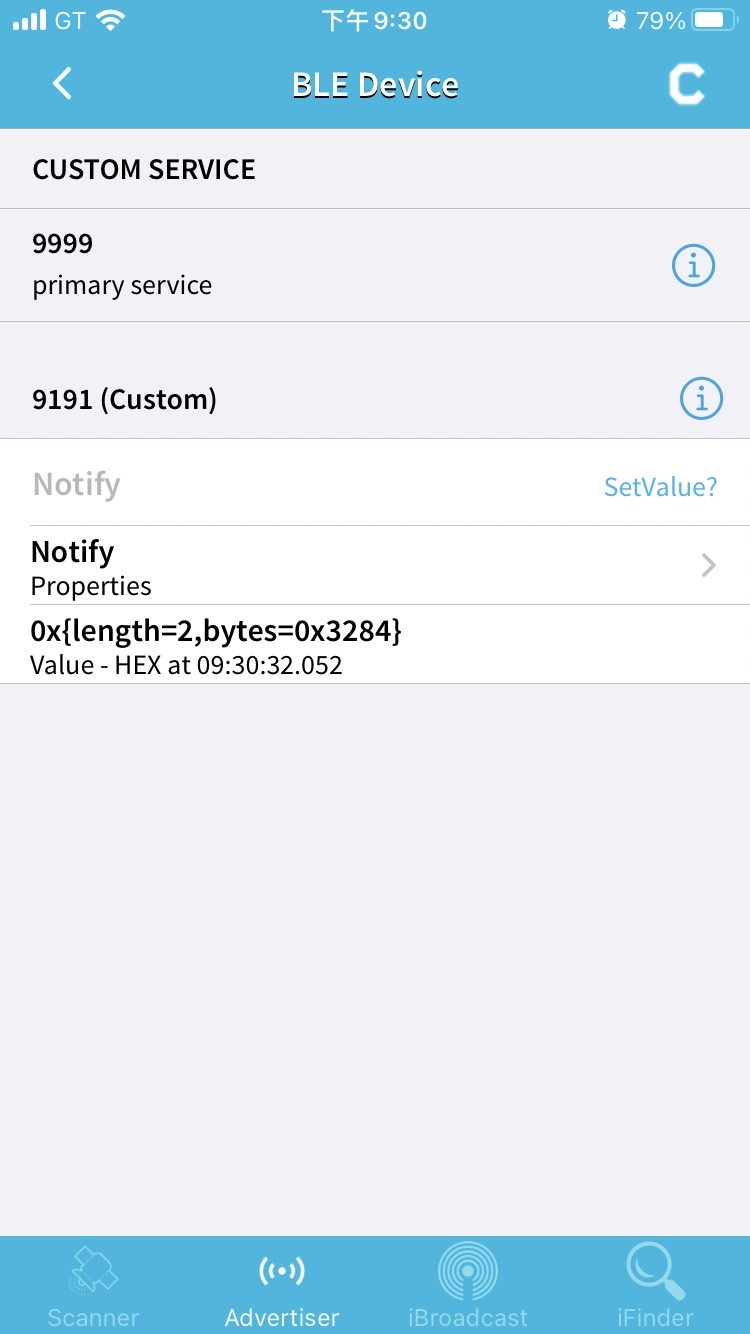 GT 下午9:30 79%
BLE Device
CUSTOM SERVICE
9999
primary service
9191 (Custom)
Notify SetValue?
Notify
Properties
0x{length=2,bytes=0x3284}
Value - HEX at 09:30:32.052
Scanner Advertiser iBroadcast iFinder